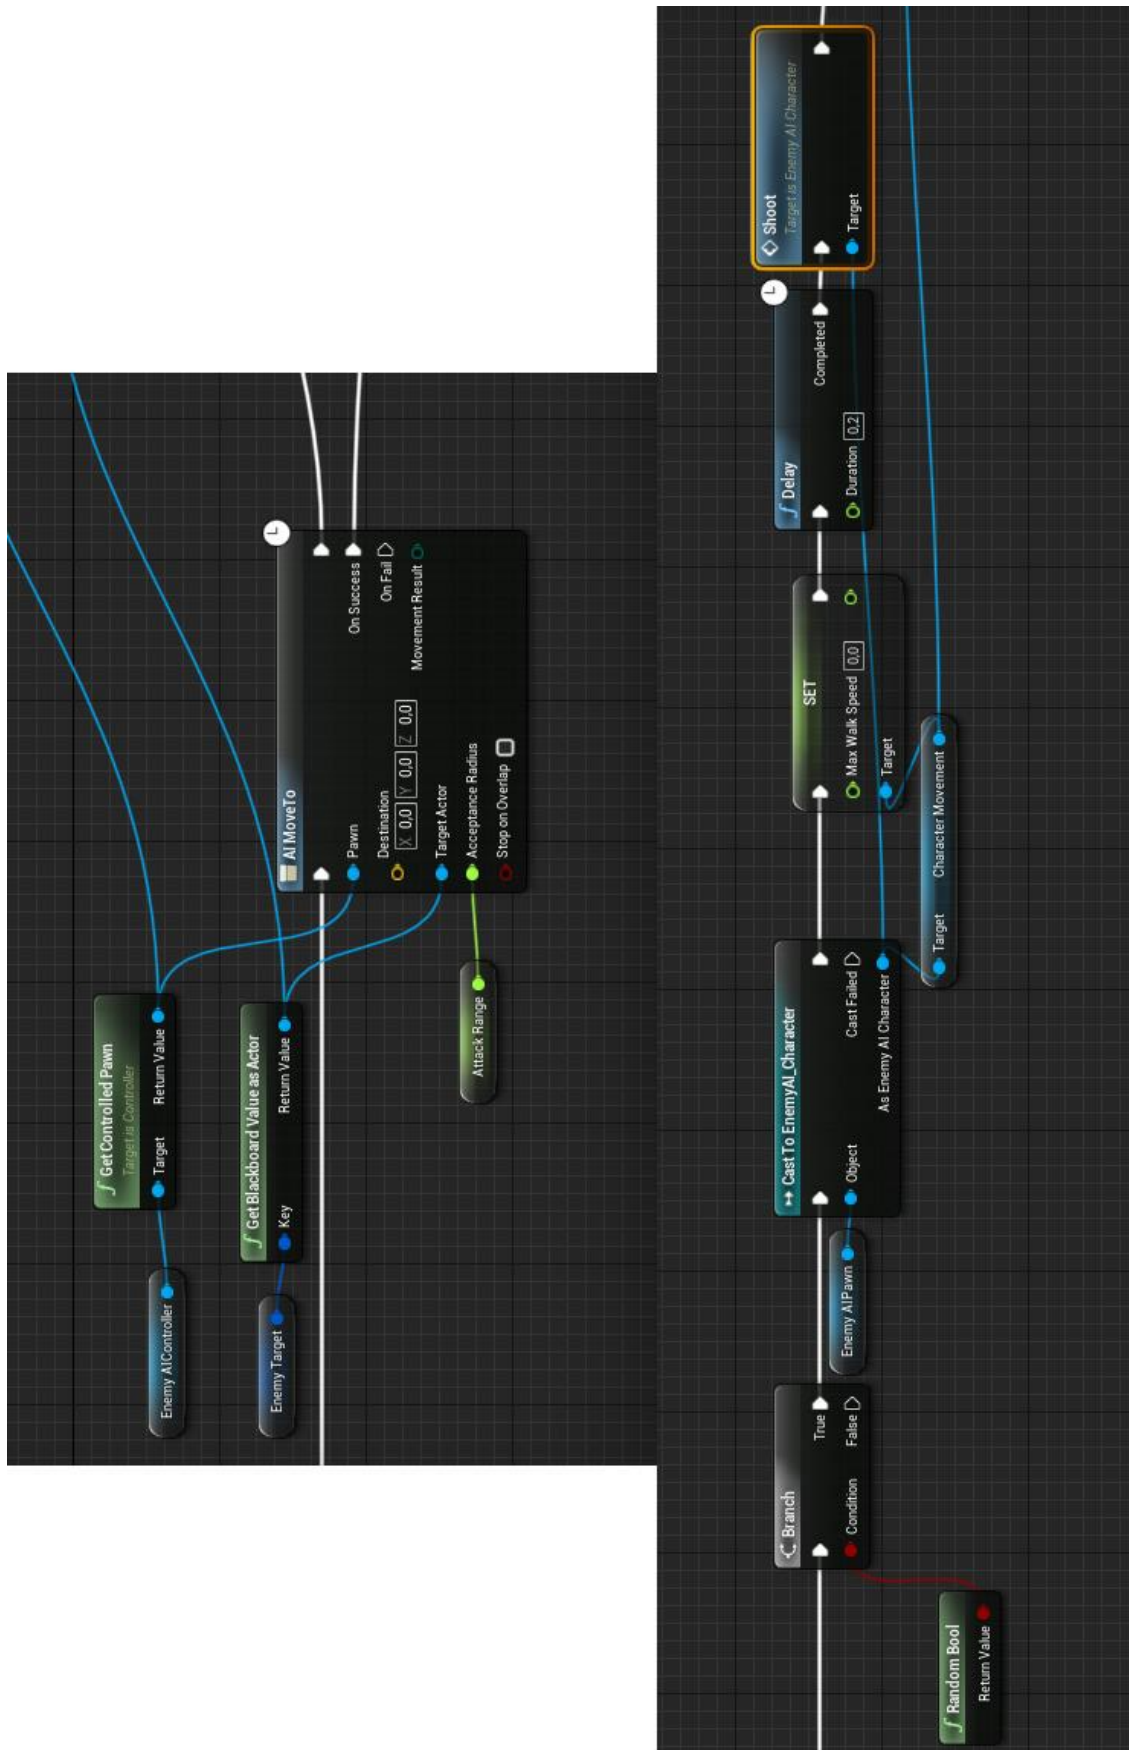 Get Controlled Pawn
Target is Controller
Target
Return Value
Enemy AIController
Get Blackboard Value as Actor
Key
Return Value
Enemy Target
AI MoveTo
Pawn
On Success
Destination
X 0,0 Y 0,0 Z 0,0
On Fail
Target Actor
Movement Result
Acceptance Radius
Stop on Overlap
Attack Range
Branch
True
Condition
False
Random Bool
Return Value
Cast To EnemyAI_Character
Object
Cast Failed
As Enemy AI Character
Enemy AIPawn
SET
Max Walk Speed 0,0
Target
Target
Character Movement
Delay
Completed
Duration 0,2
Shoot
Target is Enemy AI Character
Target